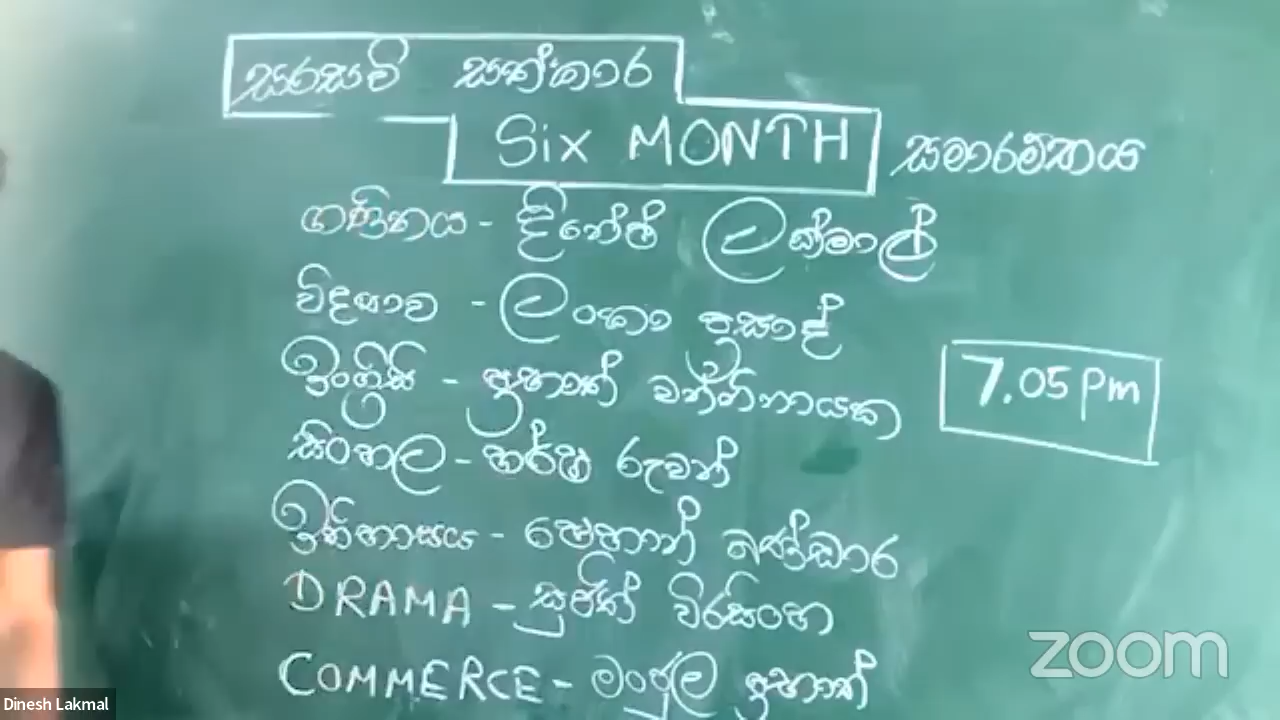 සරසවි සත්කාර
Six MONTH සමාරම්භය
ගණිතය - දිනේෂ් ලක්මාල්
විද්‍යාව - ලංකා ප්‍රසාද්
ඉංග්‍රීසි - ප්‍රභාත් වන්නිනායක
7.05 pm
සිංහල - හර්ෂ රුවන්
ඉතිහාසය - ශෙහාන් බණ්ඩාර
DRAMA - සුජිත් වීරසිංහ
COMMERCE - මංජුල ප්‍රභාත්
zoom
Dinesh Lakmal